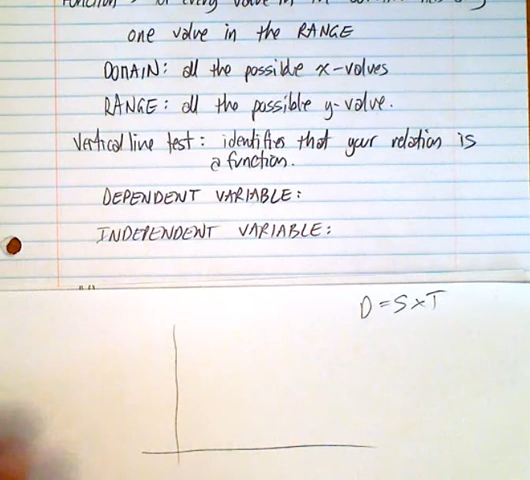 one value in the RANGE
DOMAIN: all the possible x-values
RANGE: all the possible y-value.
Vertical line test: identifies that your relation is
a function.
DEPENDENT VARIABLE:
INDEPENDENT VARIABLE:
D = S x T